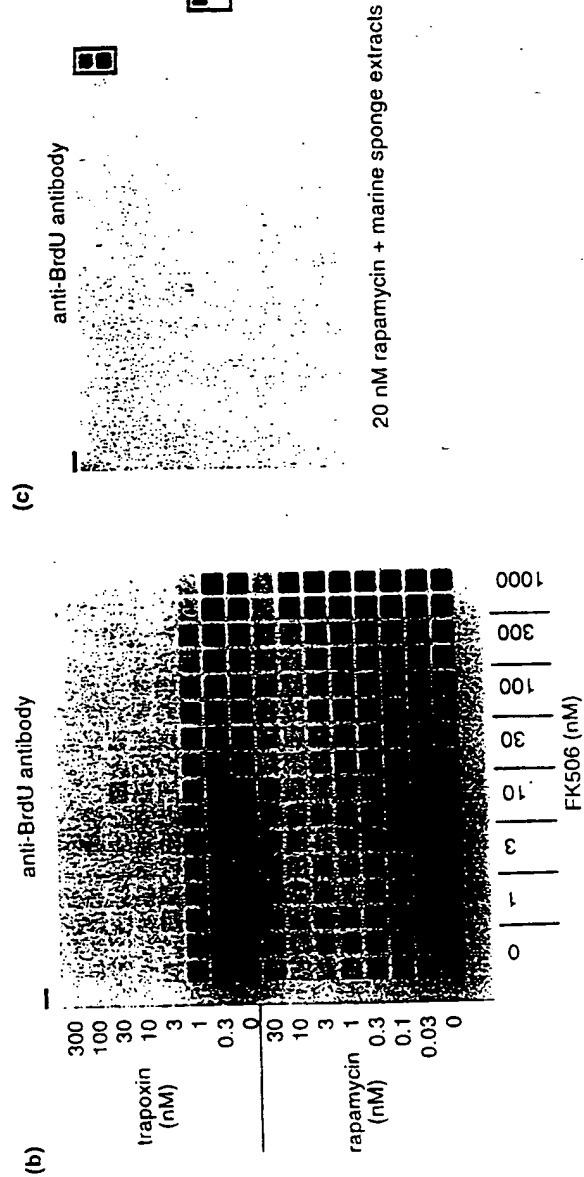 (b)
anti-BrdU antibody
trapoxin
(nM)
300
100
30
10
3
1
0.3
0
rapamycin
(nM)
30
10
3
1
0.3
0.1
0.03
0
0
1
3
10
30
100
300
1000
FK506 (nM)
(c)
anti-BrdU antibody
20 nM rapamycin + marine sponge extracts